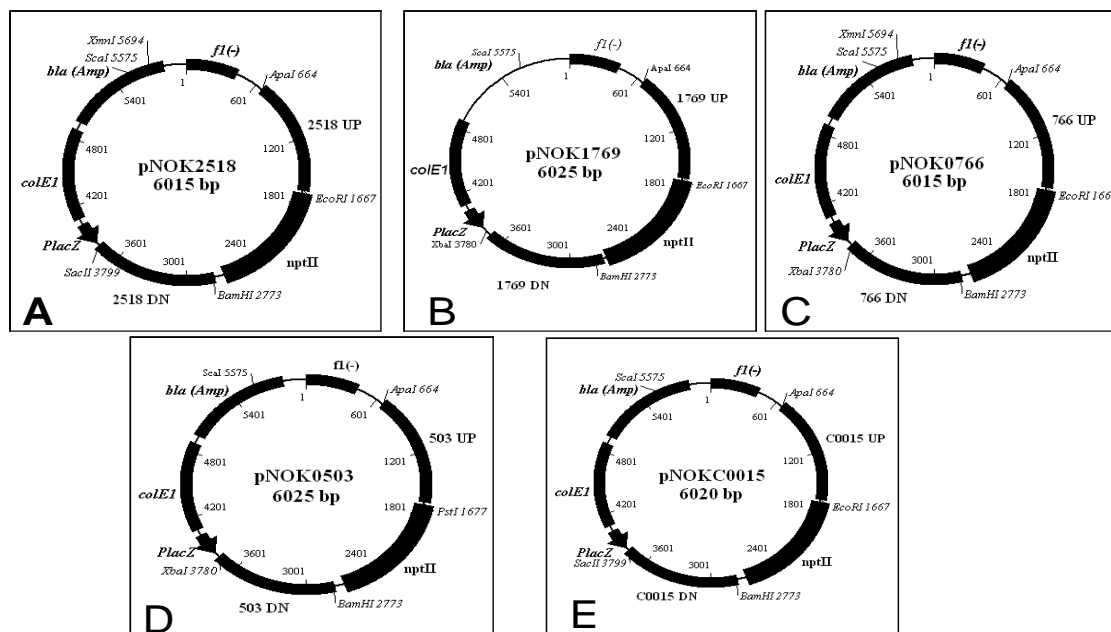 XmnI 5694
ScaI 5575
bla (Amp)
f1(-)
ApaI 664
1
601
5401
2518 UP
4801
1201
pNOK2518
6015 bp
colE1
4201
1801
EcoRI 1667
PlacZ
3601
2401
nptII
SacII 3799
3001
BamHI 2773
2518 DN
A
ScaI 5575
bla (Amp)
f1(-)
ApaI 664
1
601
5401
1769 UP
4801
1201
pNOK1769
6025 bp
colE1
4201
1801
EcoRI 1667
PlacZ
XbaI 3780
3601
2401
nptII
3001
BamHI 2773
1769 DN
B
XmnI 5694
ScaI 5575
bla (Amp)
f1(-)
ApaI 664
1
601
5401
766 UP
4801
1201
pNOK0766
6015 bp
colE1
4201
1801
EcoRI 166
PlacZ
XbaI 3780
3601
2401
nptII
3001
BamHI 2773
766 DN
C
ScaI 5575
bla (Amp)
f1(-)
ApaI 664
1
601
5401
503 UP
4801
1201
pNOK0503
6025 bp
colE1
4201
1801
PstI 1677
PlacZ
XbaI 3780
3601
2401
nptII
3001
BamHI 2773
503 DN
D
ScaI 5575
bla (Amp)
f1(-)
ApaI 664
1
601
5401
C0015 UP
4801
1201
pNOKC0015
6020 bp
colE1
4201
1801
EcoRI 1667
PlacZ
SacII 3799
3601
2401
nptII
3001
BamHI 2773
C0015 DN
E